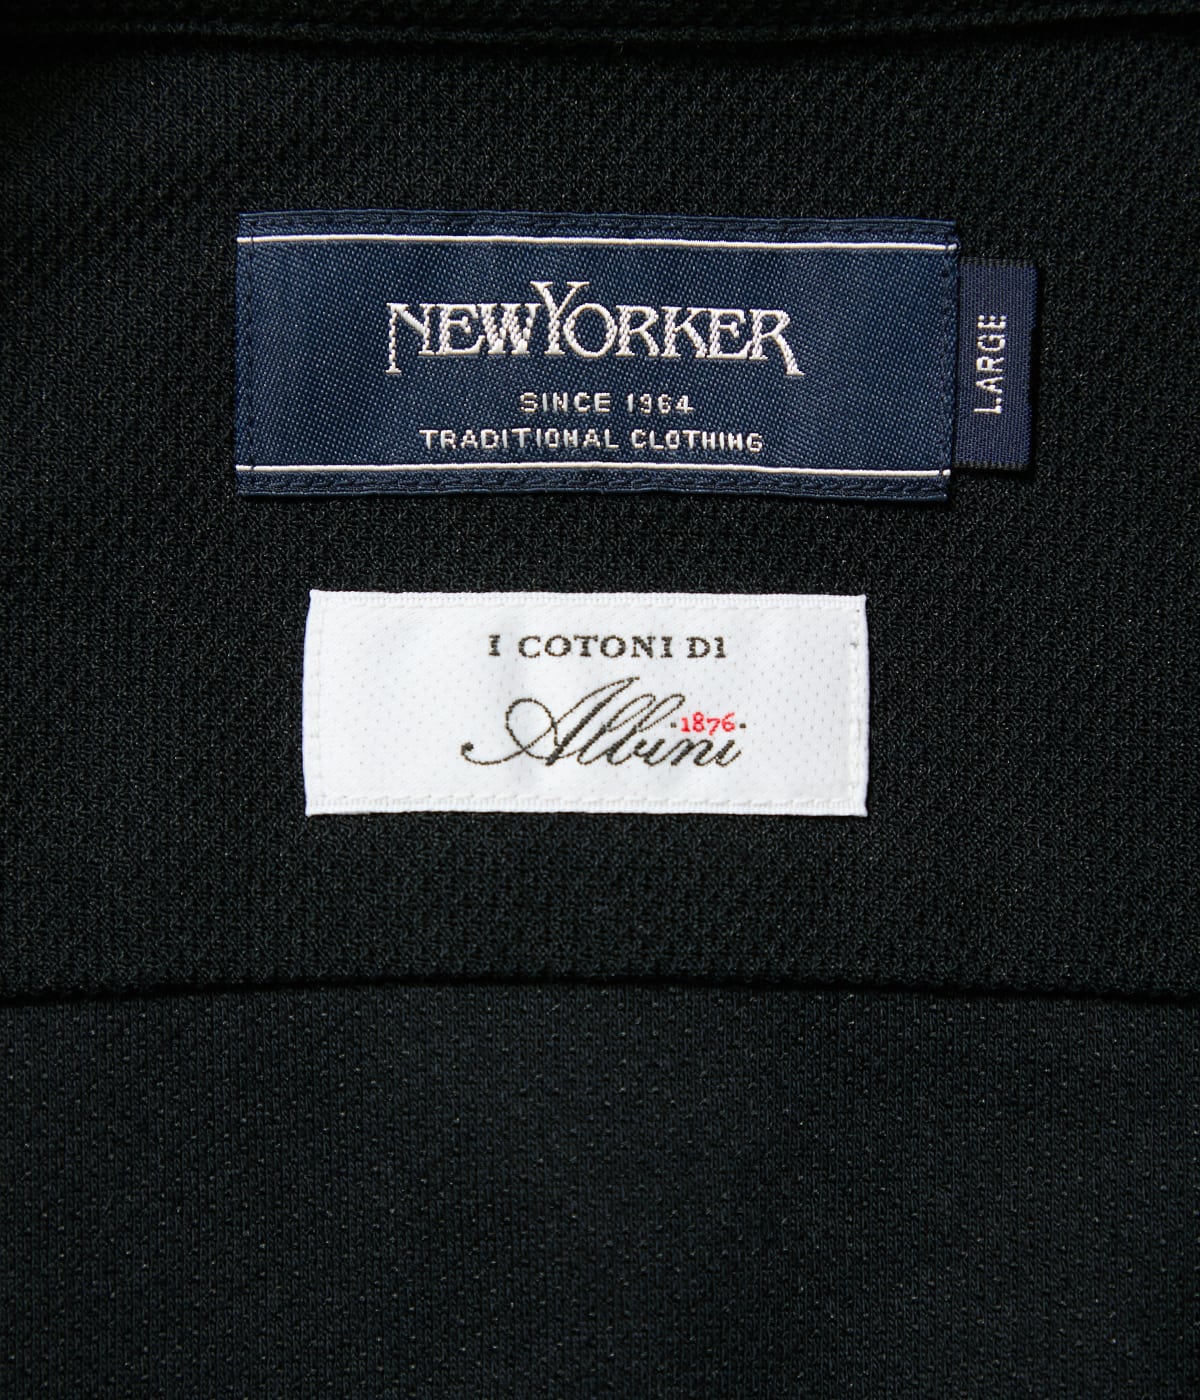 NEWYORKER
SINCE 1964
TRADITIONAL CLOTHING
LARGE
I COTONI DI
Albini
·1876·